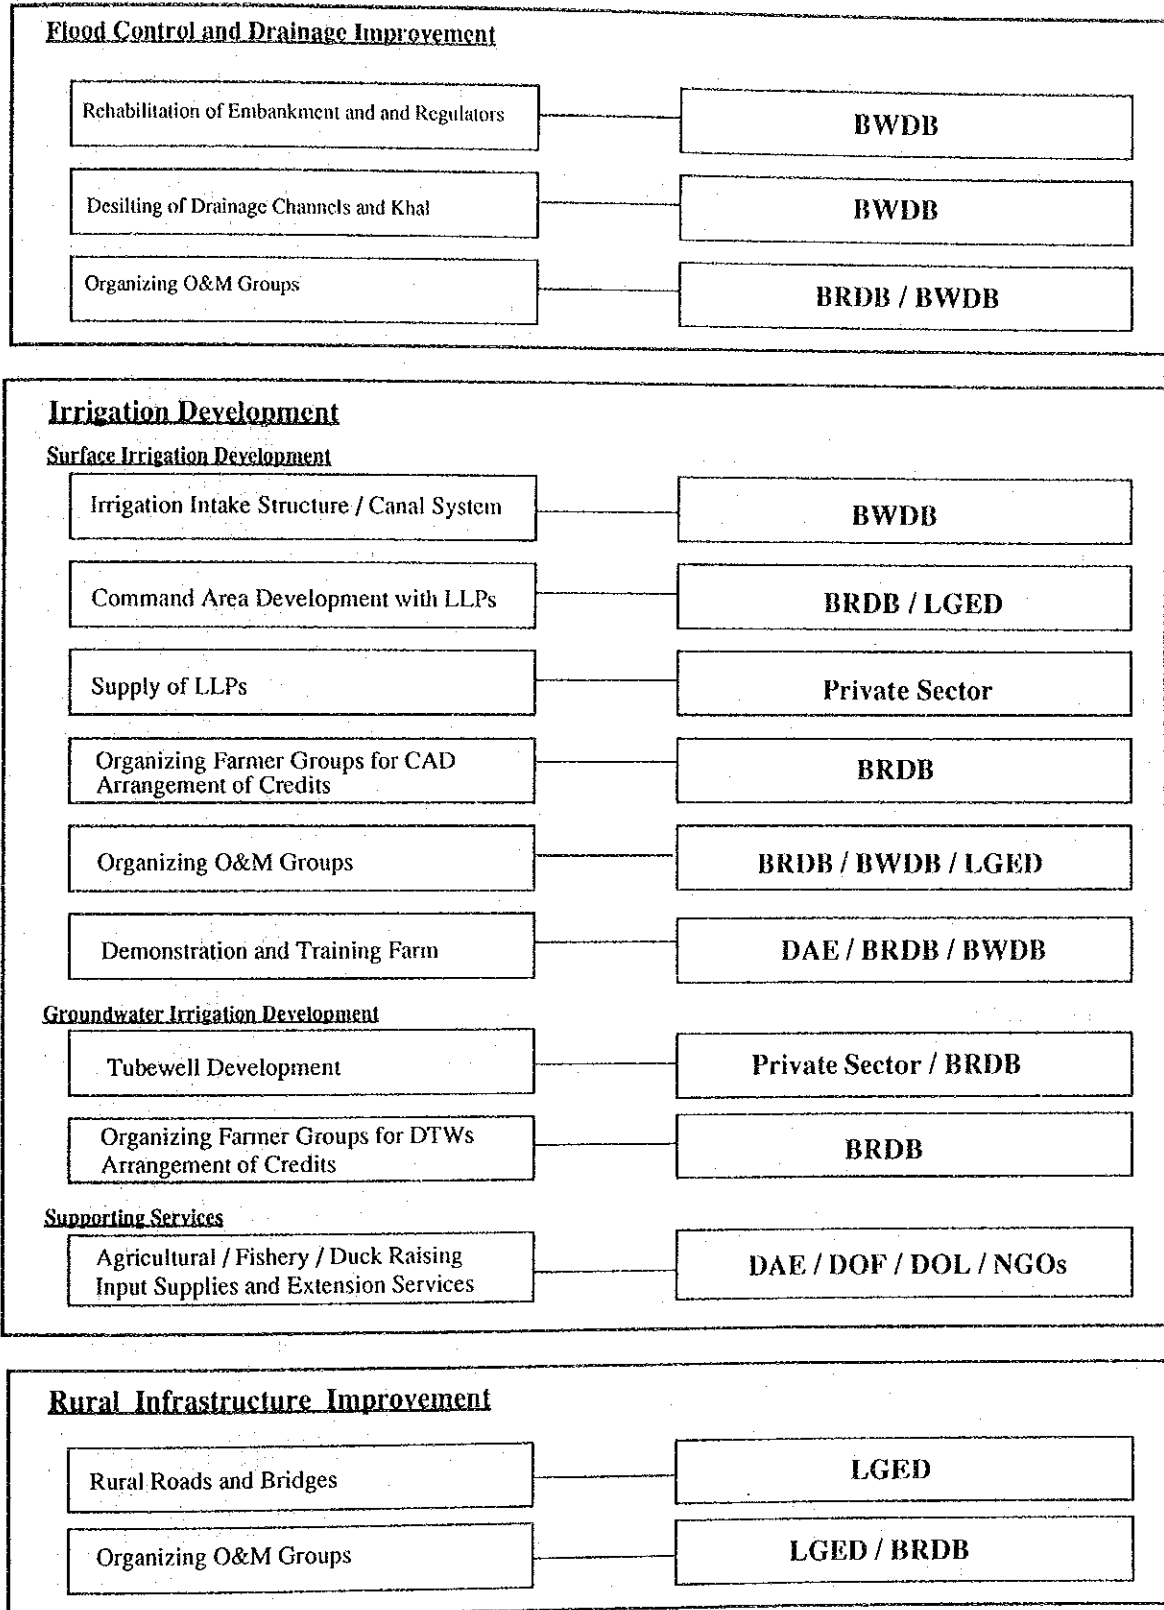 Flood Control and Drainage Improvement
Rehabilitation of Embankment and and Regulators
BWDB
Desilting of Drainage Channels and Khal
BWDB
Organizing O&M Groups
BRDB / BWDB
Irrigation Development
Surface Irrigation Development
Irrigation Intake Structure / Canal System
BWDB
Command Area Development with LLPs
BRDB / LGED
Supply of LLPs
Private Sector
Organizing Farmer Groups for CAD
Arrangement of Credits
BRDB
Organizing O&M Groups
BRDB / BWDB / LGED
Demonstration and Training Farm
DAE / BRDB / BWDB
Groundwater Irrigation Development
Tubewell Development
Private Sector / BRDB
Organizing Farmer Groups for DTWs
Arrangement of Credits
BRDB
Supporting Services
Agricultural / Fishery / Duck Raising
Input Supplies and Extension Services
DAE / DOF / DOL / NGOs
Rural Infrastructure Improvement
Rural Roads and Bridges
LGED
Organizing O&M Groups
LGED / BRDB